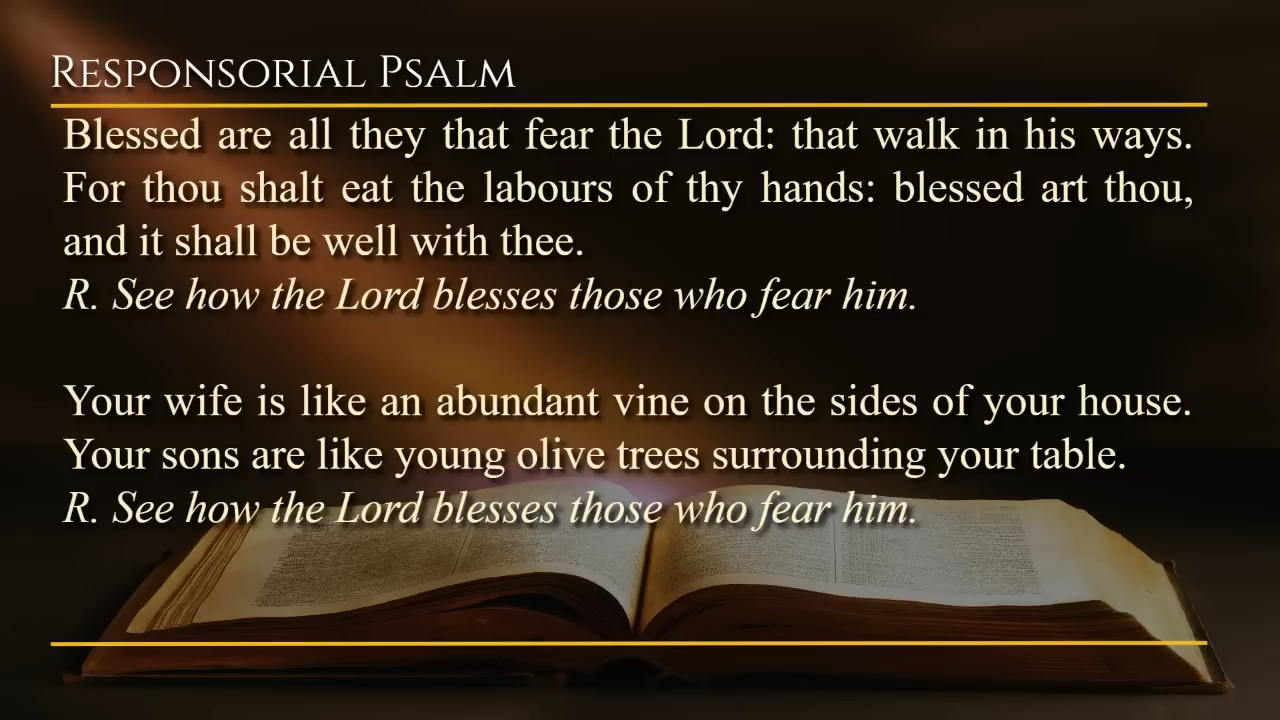 Responsorial Psalm
Blessed are all they that fear the Lord: that walk in his ways.
For thou shalt eat the labours of thy hands: blessed art thou,
and it shall be well with thee.
R. See how the Lord blesses those who fear him.
Your wife is like an abundant vine on the sides of your house.
Your sons are like young olive trees surrounding your table.
R. See how the Lord blesses those who fear him.